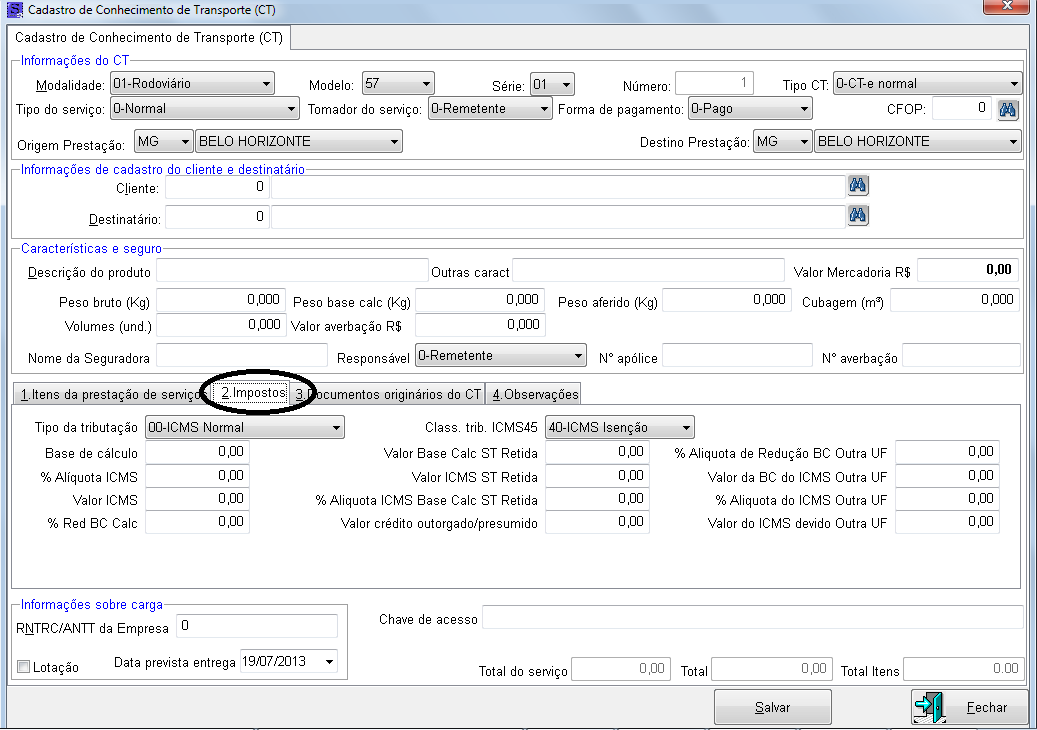 Cadastro de Conhecimento de Transporte (CT)
Cadastro de Conhecimento de Transporte (CT)
Informações do CT
Modalidade: 01-Rodoviário Modelo: 57 Série: 01 Número: 1 Tipo CT: 0-CT-e normal
Tipo do serviço: 0-Normal Tomador do serviço: 0-Remetente Forma de pagamento: 0-Pago CFOP: 0
Origem Prestação: MG BELO HORIZONTE Destino Prestação: MG BELO HORIZONTE
Informações de cadastro do cliente e destinatário
Cliente: 0
Destinatário: 0
Características e seguro
Descrição do produto Outras caract Valor Mercadoria R$ 0,00
Peso bruto (Kg) 0,000 Peso base calc (Kg) 0,000 Peso aferido (Kg) 0,000 Cubagem (m³) 0,000
Volumes (und.) 0,000 Valor averbação R$ 0,000
Nome da Seguradora Responsável 0-Remetente N° apólice N° averbação
1.Itens da prestação de serviços 2.Impostos 3.Documentos originários do CT 4.Observações
Tipo da tributação 00-ICMS Normal Class. trib. ICMS45 40-ICMS Isenção
Base de cálculo 0,00 Valor Base Calc ST Retida 0,00 % Aliquota de Redução BC Outra UF 0,00
% Alíquota ICMS 0,00 Valor ICMS ST Retida 0,00 Valor da BC do ICMS Outra UF 0,00
Valor ICMS 0,00 % Aliquota ICMS Base Calc ST Retida 0,00 % Aliquota do ICMS Outra UF 0,00
% Red BC Calc 0,00 Valor crédito outorgado/presumido 0,00 Valor do ICMS devido Outra UF 0,00
Informações sobre carga
RNTRC/ANTT da Empresa 0 Chave de acesso
Lotação Data prevista entrega 19/07/2013
Total do serviço 0,00 Total 0,00 Total Itens 0.00
Salvar Fechar